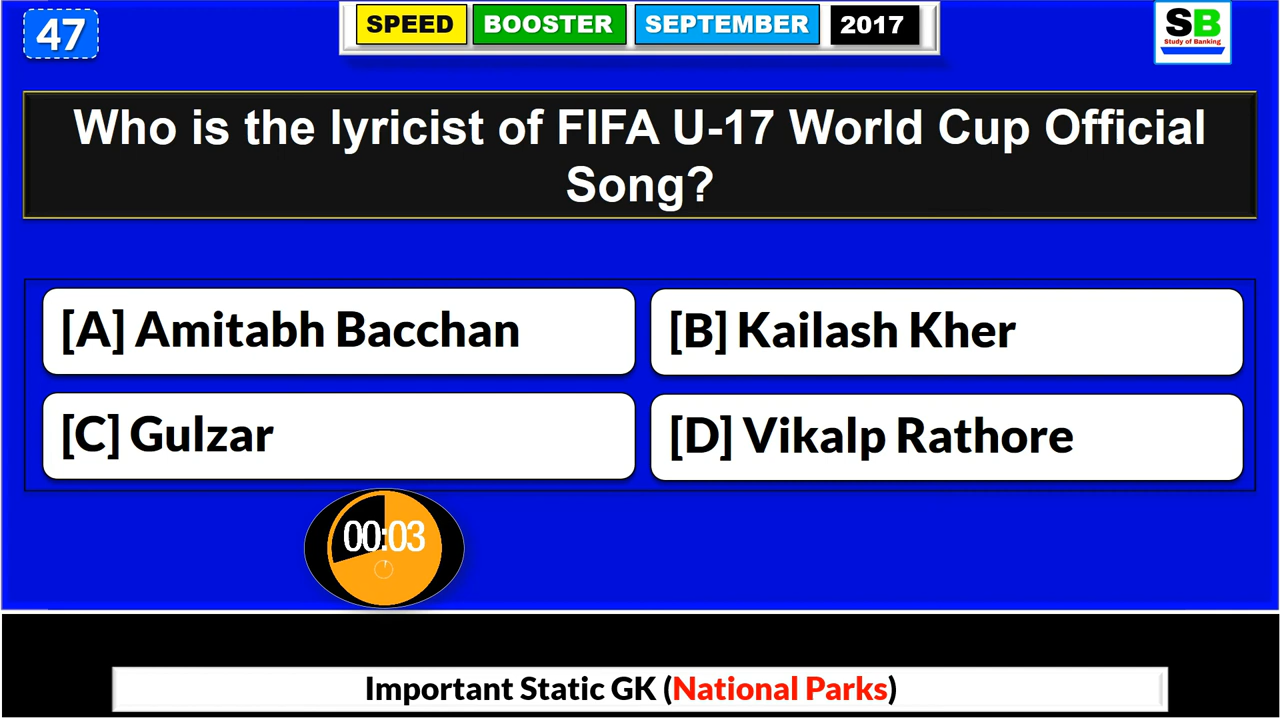 47
SPEED BOOSTER SEPTEMBER 2017
SB
Study of Banking
Who is the lyricist of FIFA U-17 World Cup Official
Song?
[A] Amitabh Bacchan
[B] Kailash Kher
[C] Gulzar
[D] Vikalp Rathore
00:03
Important Static GK (National Parks)